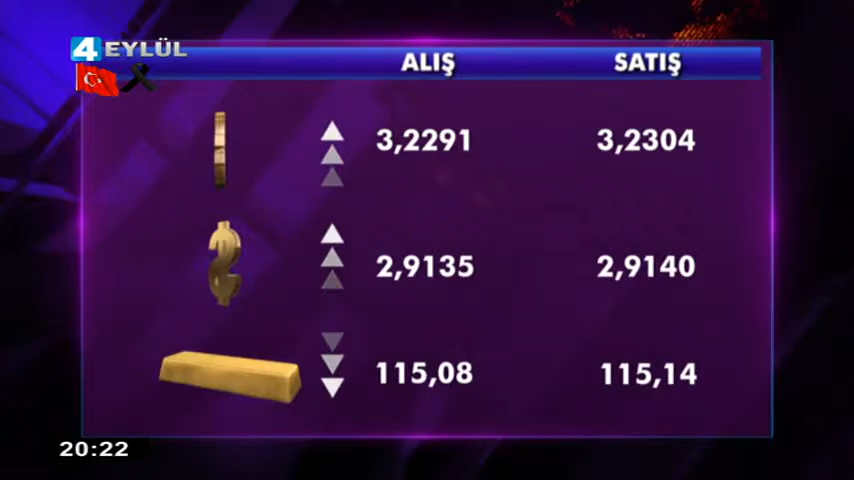 4 EYLÜL
ALIŞ SATIŞ
3,2291 3,2304
2,9135 2,9140
115,08 115,14
20:22